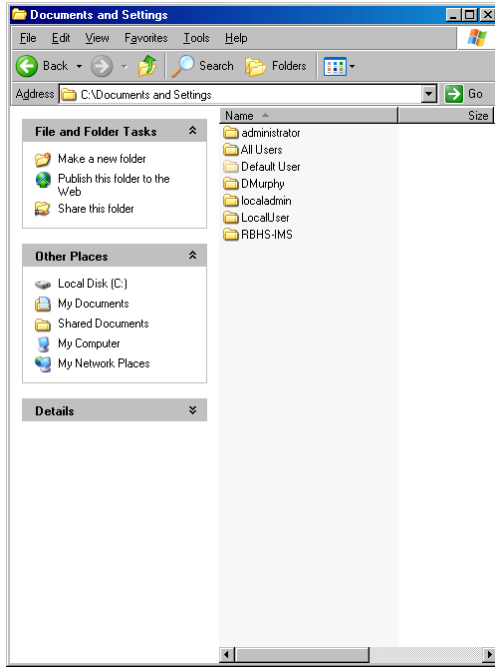 Documents and Settings
File Edit View Favorites Tools Help
Back Search Folders
Address C:\Documents and Settings Go
File and Folder Tasks
Make a new folder
Publish this folder to the
Web
Share this folder
Other Places
Local Disk (C:)
My Documents
Shared Documents
My Computer
My Network Places
Details
Name Size
administrator
All Users
Default User
DMurphy
localadmin
LocalUser
RBHS-IMS